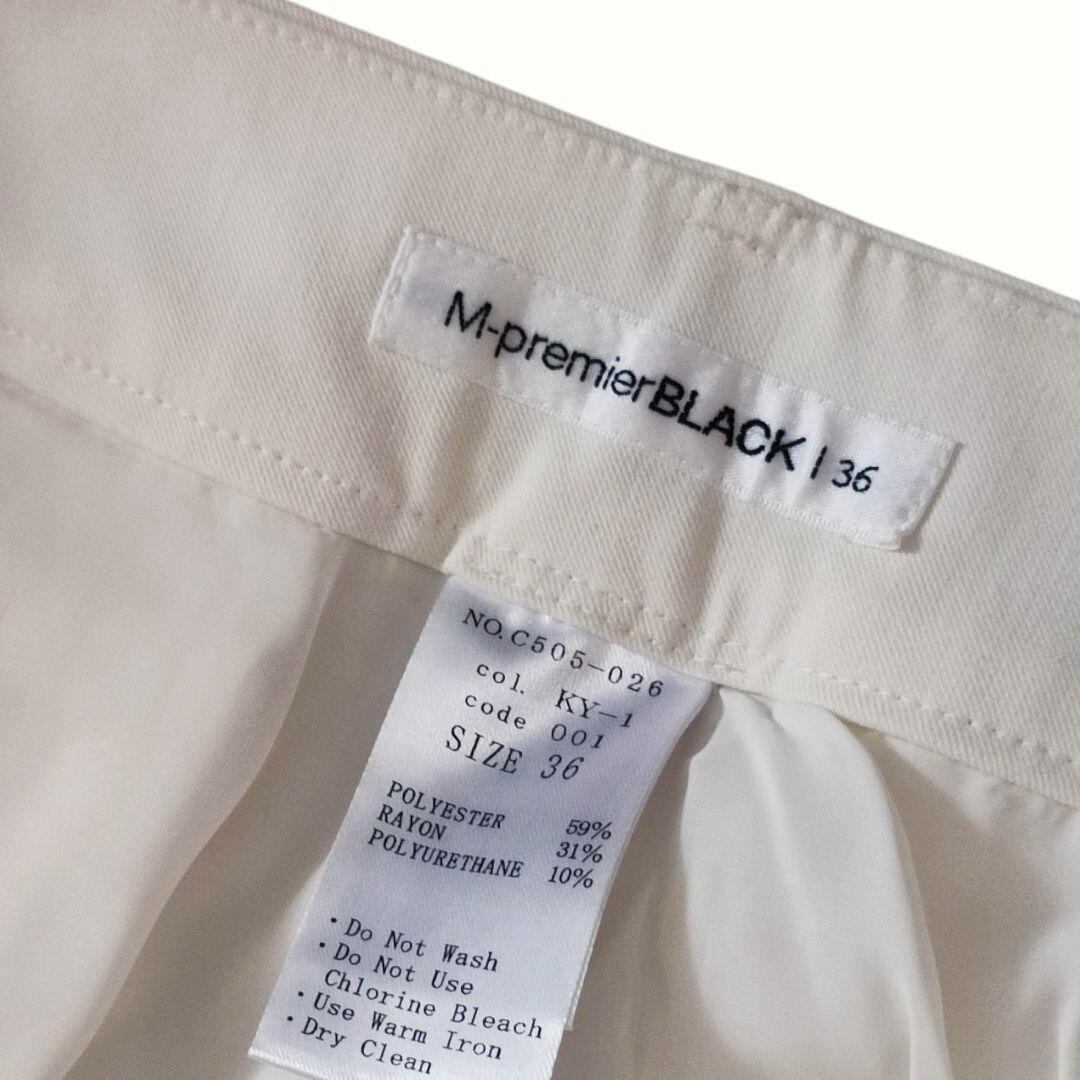 M-premierBLACK | 36
NO.C505-026
col. KY-1
code 001
SIZE 36
POLYESTER 59%
RAYON 31%
POLYURETHANE 10%
・Do Not Wash
・Do Not Use
Chlorine Bleach
・Use Warm Iron
・Dry Clean